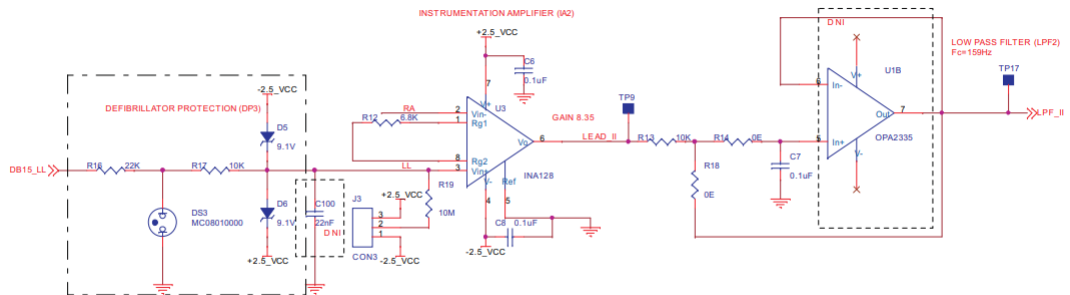 INSTRUMENTATION AMPLIFIER (IA2)
+2.5_VCC
C6
0.1uF
DNI
U1B
LOW PASS FILTER (LPF2)
Fc=159Hz
TP17
-2.5_VCC
DEFIBRILLATOR PROTECTION (DP3)
D5
9.1V
RA
R12
6.8K
2
1
7
V+
Vin-
Rg1
U3
GAIN 8.35
TP9
LEAD_II
6
Vo
R13
10K
R14
0E
6
In-
V+
Out
7
LPF_II
5
In+
V-
OPA2335
DB15_LL
R16
22K
R17
10K
LL
8
3
Rg2
Vin+
V-
Ref
INA128
4
5
R18
0E
C7
0.1uF
DS3
MC08010000
D6
9.1V
+2.5_VCC
C100
22nF
DNI
J3
3
2
1
CON3
+2.5_VCC
-2.5_VCC
R19
10M
C8
0.1uF
-2.5_VCC